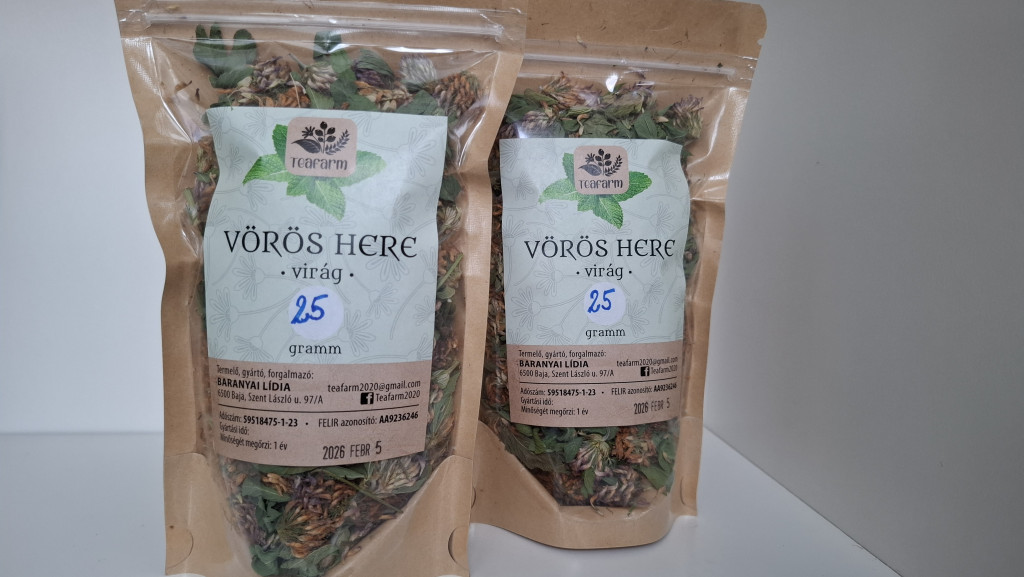 TEAFARM
VÖRÖS HERE
• virág •
25
gramm
Termelő, gyártó, forgalmazó:
BARANYAI LÍDIA teafarm2020@gmail.com
6500 Baja, Szent László u. 97/A Teafarm2020
Adószám: 59518475-1-23 • FELIR azonosító: AA9236246
Gyártási idő:
Minőségét megőrzi: 1 év
2026 FEBR 5
TEAFARM
VÖRÖS HERE
• virág •
25
gramm
Termelő, gyártó, forgalmazó:
BARANYAI LÍDIA teafarm2020@gmail.com
6500 Baja, Szent László u. 97/A Teafarm2020
Adószám: 59518475-1-23 • FELIR azonosító: AA9236246
Gyártási idő:
Minőségét megőrzi: 1 év
2026 FEBR 5